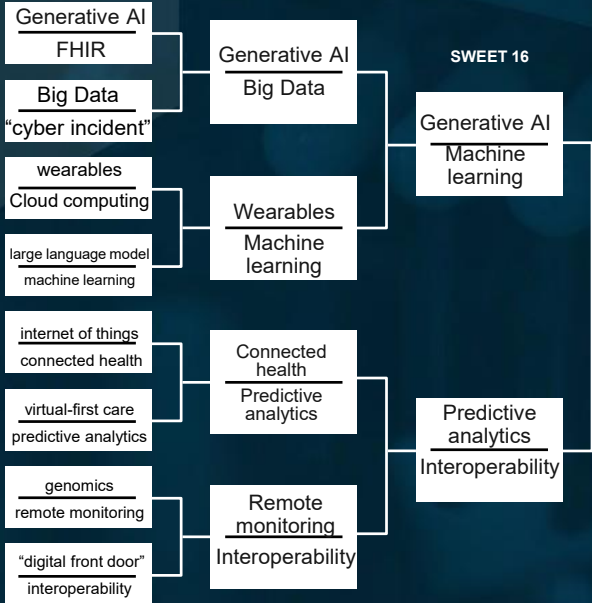 Generative AI
FHIR
Big Data
“cyber incident”
wearables
Cloud computing
large language model
machine learning
internet of things
connected health
virtual-first care
predictive analytics
genomics
remote monitoring
“digital front door”
interoperability
Generative AI
Big Data
Wearables
Machine
learning
Connected
health
Predictive
analytics
Remote
monitoring
Interoperability
SWEET 16
Generative AI
Machine
learning
Predictive
analytics
Interoperability